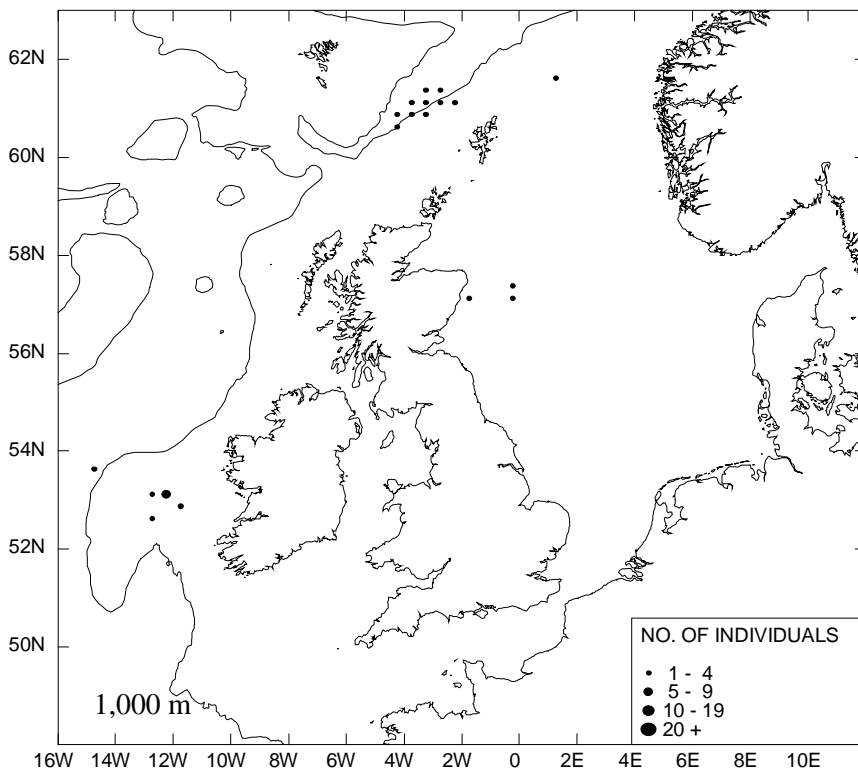 62N
60N
58N
56N
54N
52N
50N
NO. OF INDIVIDUALS
1 - 4
5 - 9
10 - 19
20 +
1,000 m
16W 14W 12W 10W 8W 6W 4W 2W 0 2E 4E 6E 8E 10E